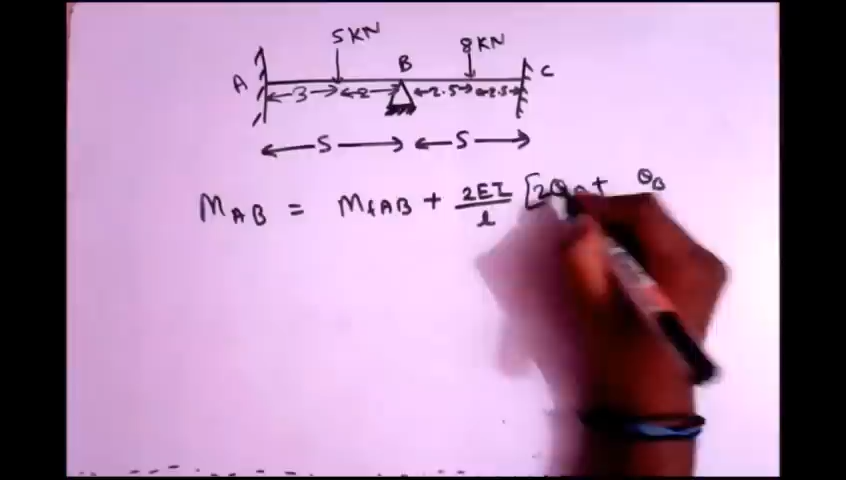 5KN
8KN
A B C
3 2 2.5 2.5
5 5
MAB = MfAB + 2EI/l [2θA + θB